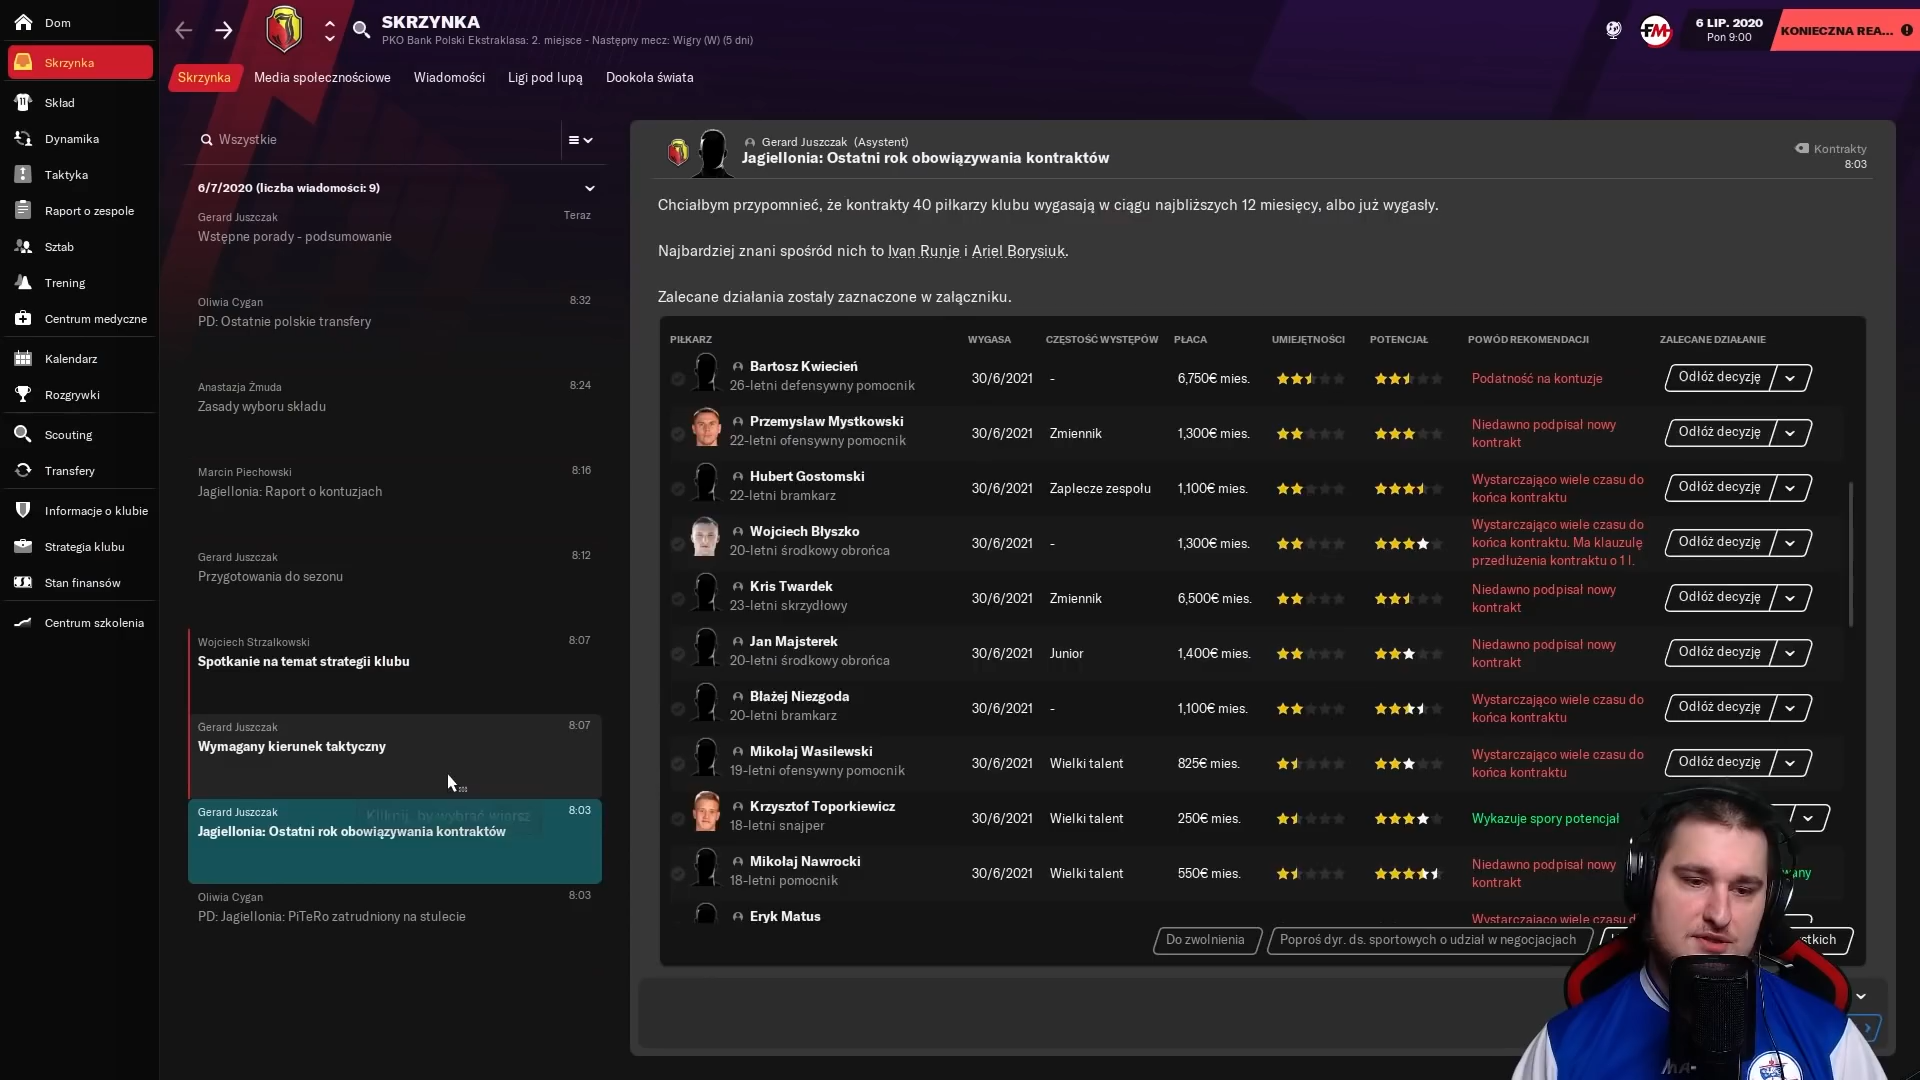 Dom
Skrzynka
Skład
Dynamika
Taktyka
Raport o zespole
Sztab
Trening
Centrum medyczne
Kalendarz
Rozgrywki
Scouting
Transfery
Informacje o klubie
Strategia klubu
Stan finansów
Centrum szkolenia
SKRZYNKA
PKO Bank Polski Ekstraklasa: 2. miejsce - Następny mecz: Wigry (W) (5 dni)
FM
6 LIP. 2020
Pon 9:00
KONIECZNA REA...
Skrzynka
Media społecznościowe
Wiadomości
Ligi pod lupą
Dookoła świata
Wszystkie
6/7/2020 (liczba wiadomości: 9)
Gerard Juszczak Teraz
Wstępne porady - podsumowanie
Oliwia Cygan 8:32
PD: Ostatnie polskie transfery
Anastazja Żmuda 8:24
Zasady wyboru składu
Marcin Piechowski 8:16
Jagiellonia: Raport o kontuzjach
Gerard Juszczak 8:12
Przygotowania do sezonu
Wojciech Strzałkowski 8:07
Spotkanie na temat strategii klubu
Gerard Juszczak 8:07
Wymagany kierunek taktyczny
Gerard Juszczak 8:03
Kliknij, by wybrać wiersz
Jagiellonia: Ostatni rok obowiązywania kontraktów
Oliwia Cygan 8:03
PD: Jagiellonia: PiTeRo zatrudniony na stulecie
Gerard Juszczak (Asystent)
Jagiellonia: Ostatni rok obowiązywania kontraktów
Kontrakty
8:03
Chciałbym przypomnieć, że kontrakty 40 piłkarzy klubu wygasają w ciągu najbliższych 12 miesięcy, albo już wygasły.
Najbardziej znani spośród nich to Ivan Runje i Ariel Borysiuk.
Zalecane działania zostały zaznaczone w załączniku.
PIŁKARZ WYGASA CZĘSTOŚĆ WYSTĘPÓW PŁACA UMIEJĘTNOŚCI POTENCJAŁ POWÓD REKOMENDACJI ZALECANE DZIAŁANIE
Bartosz Kwiecień
26-letni defensywny pomocnik 30/6/2021 - 6,750€ mies. Podatność na kontuzje Odłóż decyzję
Przemysław Mystkowski
22-letni ofensywny pomocnik 30/6/2021 Zmiennik 1,300€ mies. Niedawno podpisał nowy
kontrakt Odłóż decyzję
Hubert Gostomski
22-letni bramkarz 30/6/2021 Zaplecze zespołu 1,100€ mies. Wystarczająco wiele czasu do
końca kontraktu Odłóż decyzję
Wojciech Błyszko
20-letni środkowy obrońca 30/6/2021 - 1,300€ mies. Wystarczająco wiele czasu do
końca kontraktu. Ma klauzulę
przedłużenia kontraktu o 1 l. Odłóż decyzję
Kris Twardek
23-letni skrzydłowy 30/6/2021 Zmiennik 6,500€ mies. Niedawno podpisał nowy
kontrakt Odłóż decyzję
Jan Majsterek
20-letni środkowy obrońca 30/6/2021 Junior 1,400€ mies. Niedawno podpisał nowy
kontrakt Odłóż decyzję
Błażej Niezgoda
20-letni bramkarz 30/6/2021 - 1,100€ mies. Wystarczająco wiele czasu do
końca kontraktu Odłóż decyzję
Mikołaj Wasilewski
19-letni ofensywny pomocnik 30/6/2021 Wielki talent 825€ mies. Wystarczająco wiele czasu do
końca kontraktu Odłóż decyzję
Krzysztof Toporkiewicz
18-letni snajper 30/6/2021 Wielki talent 250€ mies. Wykazuje spory potencjał
Mikołaj Nawrocki
18-letni pomocnik 30/6/2021 Wielki talent 550€ mies. Niedawno podpisał nowy
kontrakt
Eryk Matus
Wystarczająco wiele czasu
Do zwolnienia
Poproś dyr. ds. sportowych o udział w negocjacjach